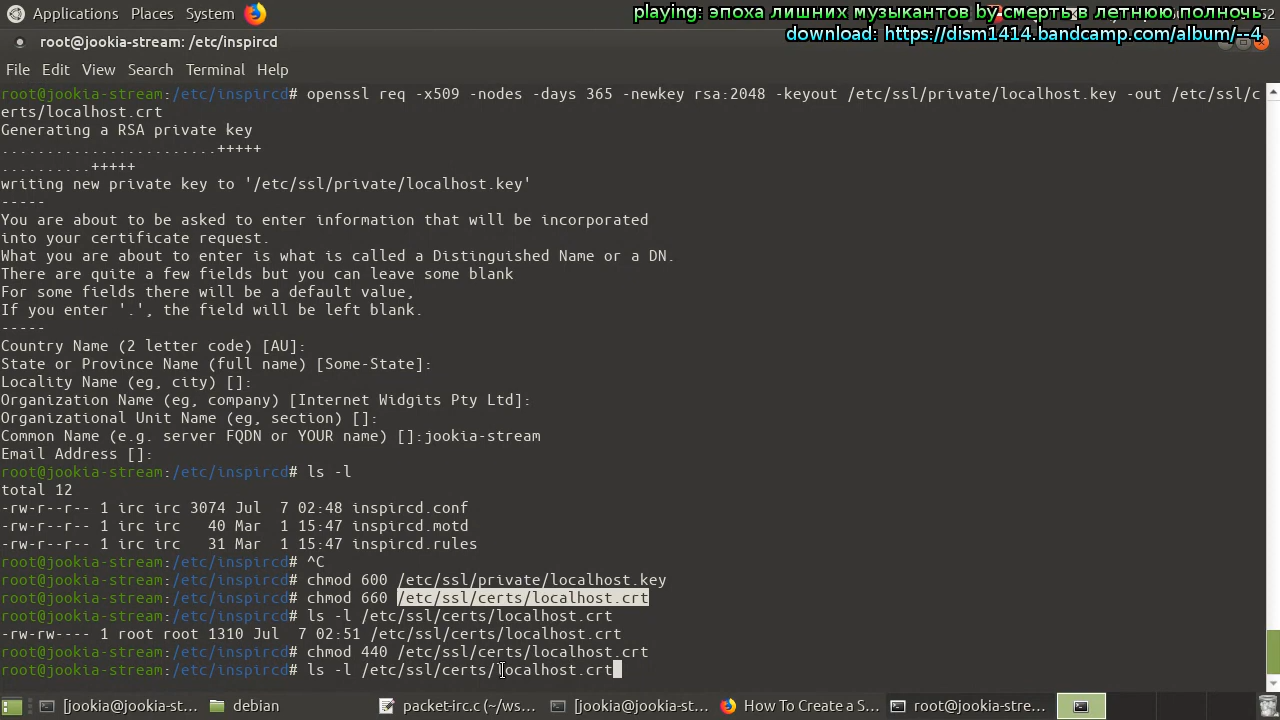 Applications Places System
playing: эпоха лишних музыкантов by смерть в летнюю полночь
download: https://dism1414.bandcamp.com/album/--4
root@jookia-stream: /etc/inspircd
File Edit View Search Terminal Help
root@jookia-stream:/etc/inspircd# openssl req -x509 -nodes -days 365 -newkey rsa:2048 -keyout /etc/ssl/private/localhost.key -out /etc/ssl/c
erts/localhost.crt
Generating a RSA private key
........................+++++
..........+++++
writing new private key to '/etc/ssl/private/localhost.key'
-----
You are about to be asked to enter information that will be incorporated
into your certificate request.
What you are about to enter is what is called a Distinguished Name or a DN.
There are quite a few fields but you can leave some blank
For some fields there will be a default value,
If you enter '.', the field will be left blank.
-----
Country Name (2 letter code) [AU]:
State or Province Name (full name) [Some-State]:
Locality Name (eg, city) []:
Organization Name (eg, company) [Internet Widgits Pty Ltd]:
Organizational Unit Name (eg, section) []:
Common Name (e.g. server FQDN or YOUR name) []:jookia-stream
Email Address []:
root@jookia-stream:/etc/inspircd# ls -l
total 12
-rw-r--r-- 1 irc irc 3074 Jul  7 02:48 inspircd.conf
-rw-r--r-- 1 irc irc   40 Mar  1 15:47 inspircd.motd
-rw-r--r-- 1 irc irc   31 Mar  1 15:47 inspircd.rules
root@jookia-stream:/etc/inspircd# ^C
root@jookia-stream:/etc/inspircd# chmod 600 /etc/ssl/private/localhost.key
root@jookia-stream:/etc/inspircd# chmod 660 /etc/ssl/certs/localhost.crt
root@jookia-stream:/etc/inspircd# ls -l /etc/ssl/certs/localhost.crt
-rw-rw---- 1 root root 1310 Jul  7 02:51 /etc/ssl/certs/localhost.crt
root@jookia-stream:/etc/inspircd# chmod 440 /etc/ssl/certs/localhost.crt
root@jookia-stream:/etc/inspircd# ls -l /etc/ssl/certs/localhost.crt
[jookia@jookia-st... debian packet-irc.c (~/ws... [jookia@jookia-st... How To Create a S... root@jookia-stre...